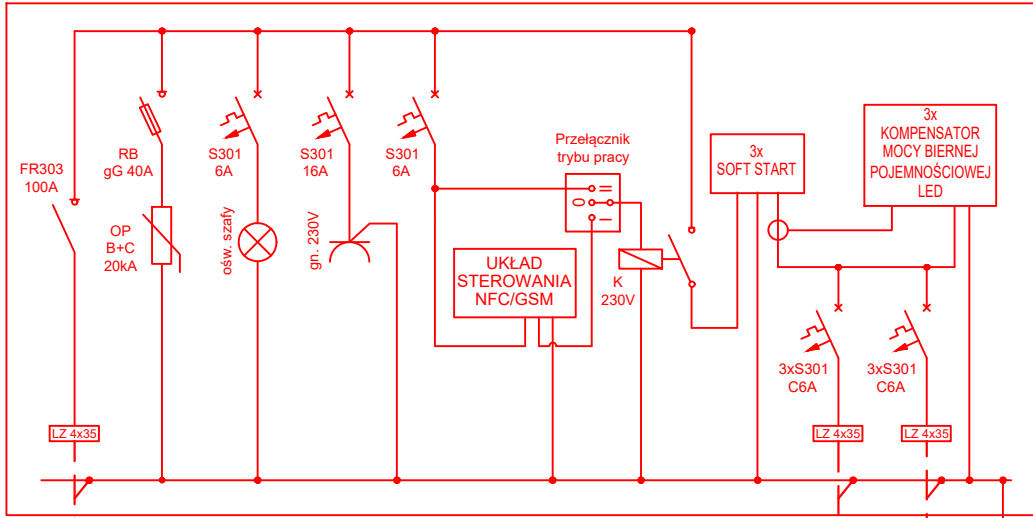 FR303
100A
RB
gG 40A
OP
B+C
20kA
S301
6A
ośw. szafy
S301
16A
gn. 230V
S301
6A
Przełącznik
trybu pracy
0
UKŁAD
STEROWANIA
NFC/GSM
K
230V
3x
SOFT START
3x
KOMPENSATOR
MOCY BIERNEJ
POJEMNOŚCIOWEJ
LED
3xS301
C6A
3xS301
C6A
LZ 4x35
LZ 4x35
LZ 4x35